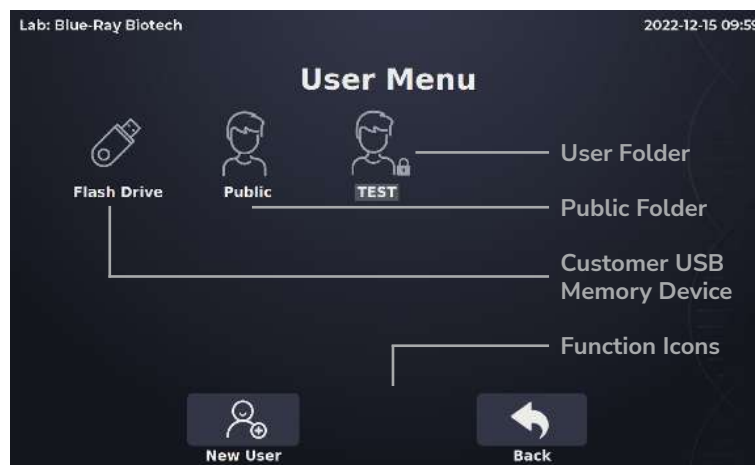 Lab: Blue-Ray Biotech
2022-12-15 09:59
User Menu
Flash Drive
Public
TEST
User Folder
Public Folder
Customer USB
Memory Device
Function Icons
New User
Back